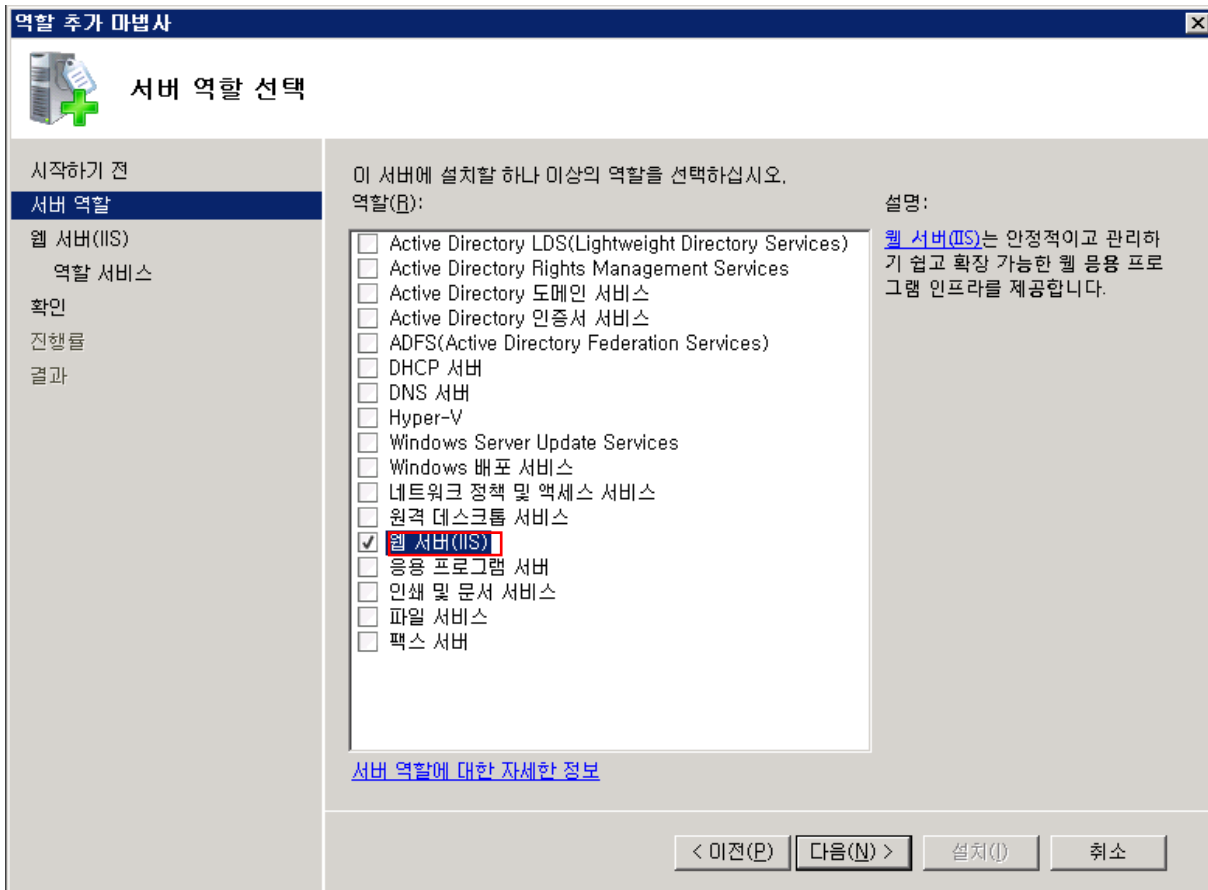 역할 추가 마법사
서버 역할 선택
시작하기 전
서버 역할
웹 서버(IIS)
역할 서비스
확인
진행률
결과
이 서버에 설치할 하나 이상의 역할을 선택하십시오.
역할(R):
Active Directory LDS(Lightweight Directory Services)
Active Directory Rights Management Services
Active Directory 도메인 서비스
Active Directory 인증서 서비스
ADFS(Active Directory Federation Services)
DHCP 서버
DNS 서버
Hyper-V
Windows Server Update Services
Windows 배포 서비스
네트워크 정책 및 액세스 서비스
원격 데스크톱 서비스
웹 서버(IIS)
응용 프로그램 서버
인쇄 및 문서 서비스
파일 서비스
팩스 서버
서버 역할에 대한 자세한 정보
설명:
웹 서버(IIS)는 안정적이고 관리하
기 쉽고 확장 가능한 웹 응용 프로
그램 인프라를 제공합니다.
< 이전(P) 다음(N) > 설치(I) 취소